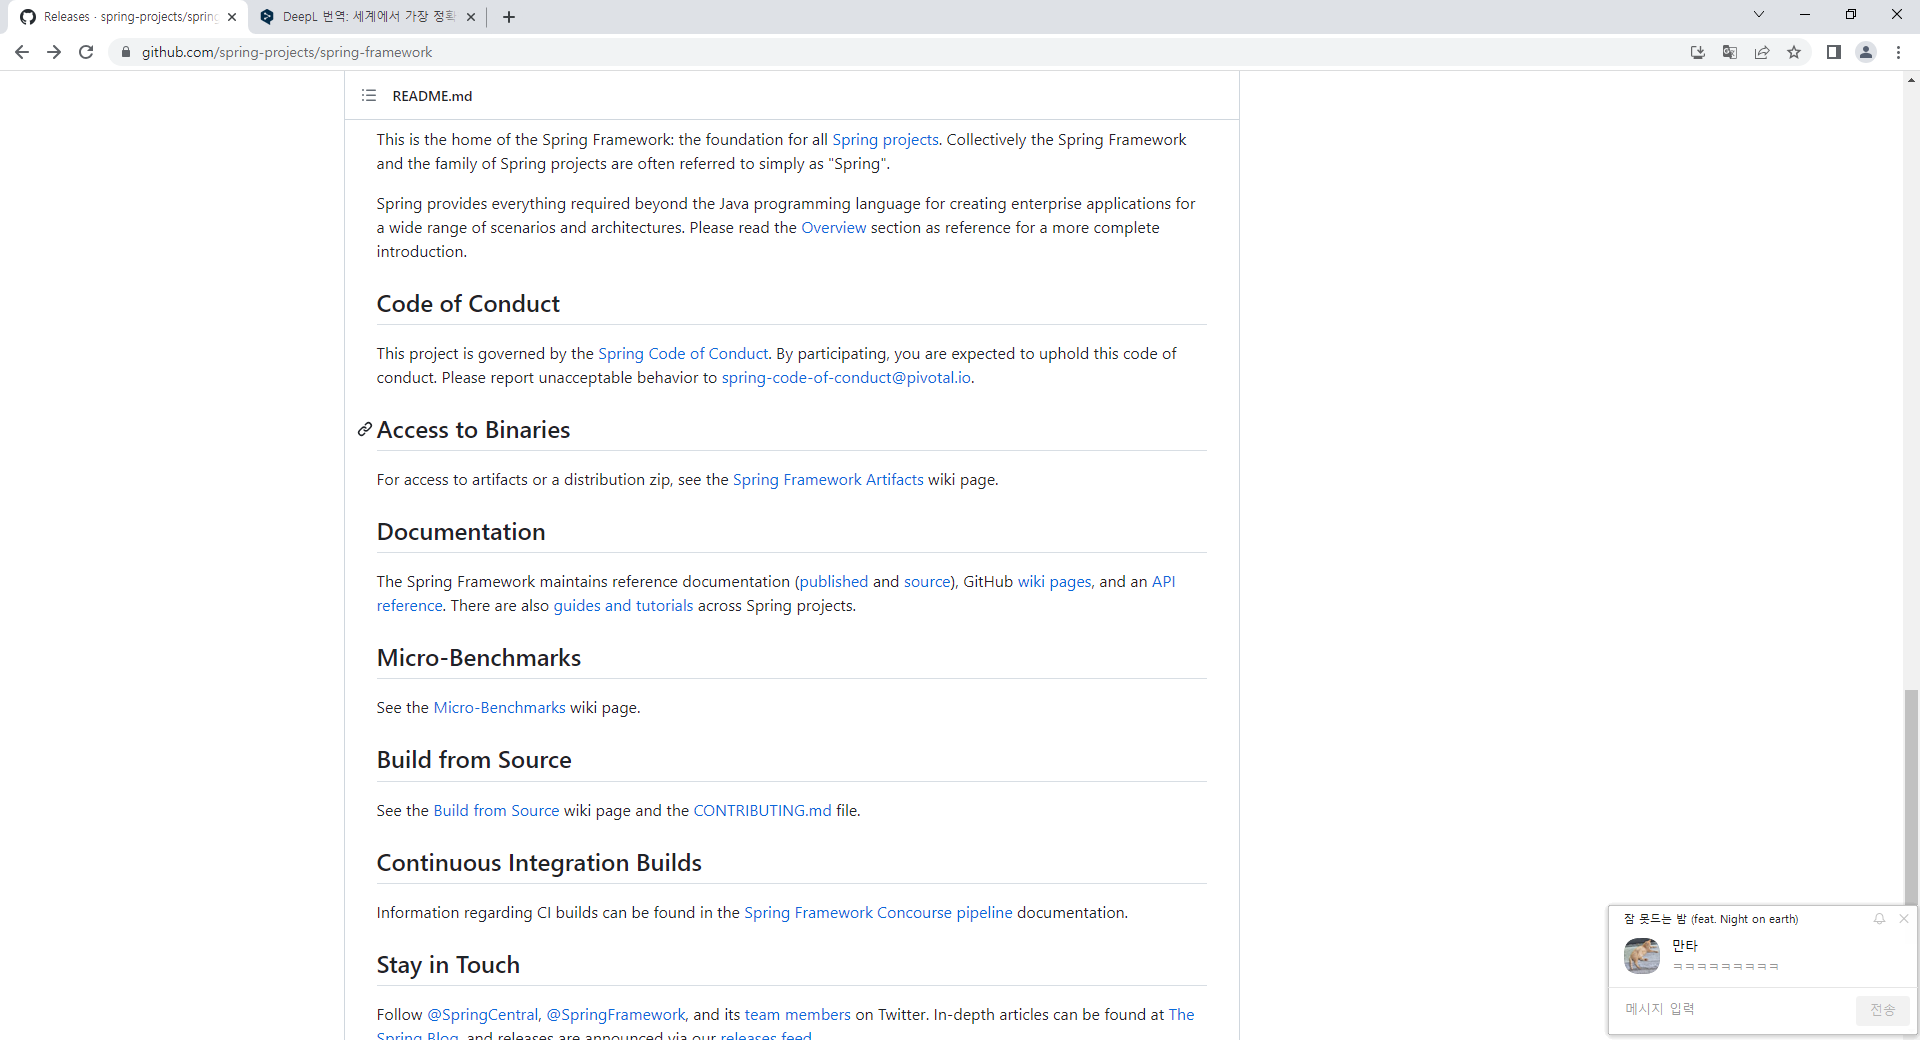 Releases · spring-projects/spring
DeepL 번역: 세계에서 가장 정확
github.com/spring-projects/spring-framework
README.md
This is the home of the Spring Framework: the foundation for all Spring projects. Collectively the Spring Framework
and the family of Spring projects are often referred to simply as "Spring".
Spring provides everything required beyond the Java programming language for creating enterprise applications for
a wide range of scenarios and architectures. Please read the Overview section as reference for a more complete
introduction.
Code of Conduct
This project is governed by the Spring Code of Conduct. By participating, you are expected to uphold this code of
conduct. Please report unacceptable behavior to spring-code-of-conduct@pivotal.io.
Access to Binaries
For access to artifacts or a distribution zip, see the Spring Framework Artifacts wiki page.
Documentation
The Spring Framework maintains reference documentation (published and source), GitHub wiki pages, and an API
reference. There are also guides and tutorials across Spring projects.
Micro-Benchmarks
See the Micro-Benchmarks wiki page.
Build from Source
See the Build from Source wiki page and the CONTRIBUTING.md file.
Continuous Integration Builds
Information regarding CI builds can be found in the Spring Framework Concourse pipeline documentation.
Stay in Touch
Follow @SpringCentral, @SpringFramework, and its team members on Twitter. In-depth articles can be found at The
Spring Blog, and releases are announced via our releases feed.
잠 못드는 밤 (feat. Night on earth)
만타
ㅋㅋㅋㅋㅋㅋㅋㅋㅋ
메시지 입력
전송